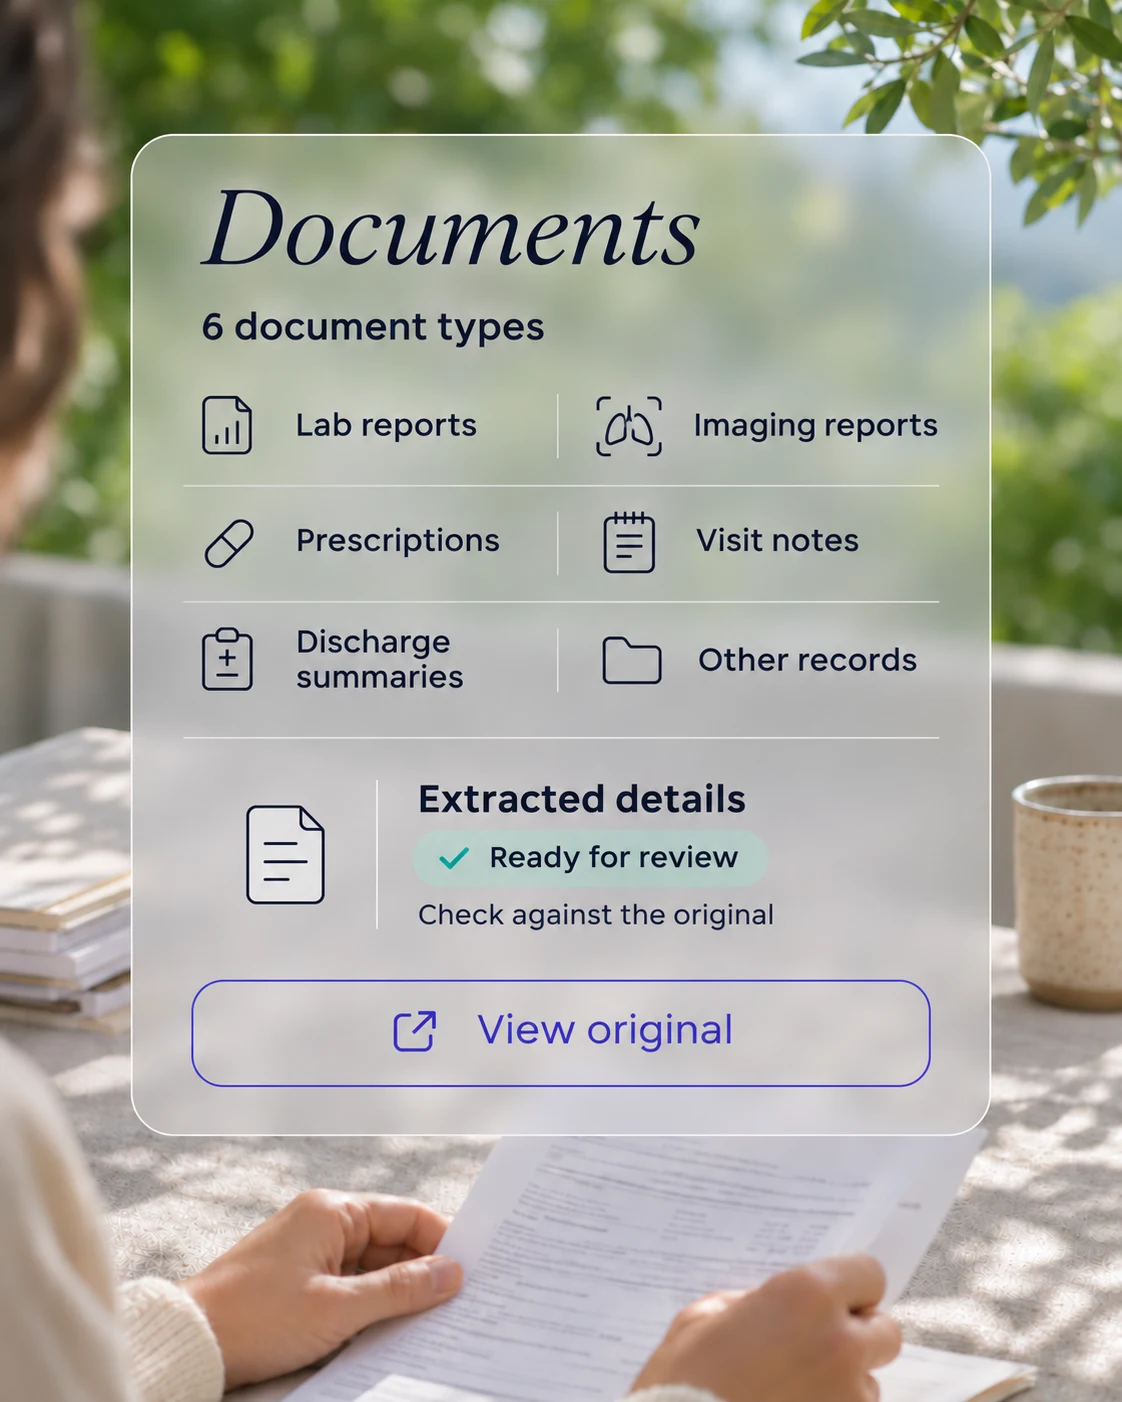 Documents
6 document types
Lab reports
Imaging reports
Prescriptions
Visit notes
Discharge
summaries
Other records
Extracted details
Ready for review
Check against the original
View original